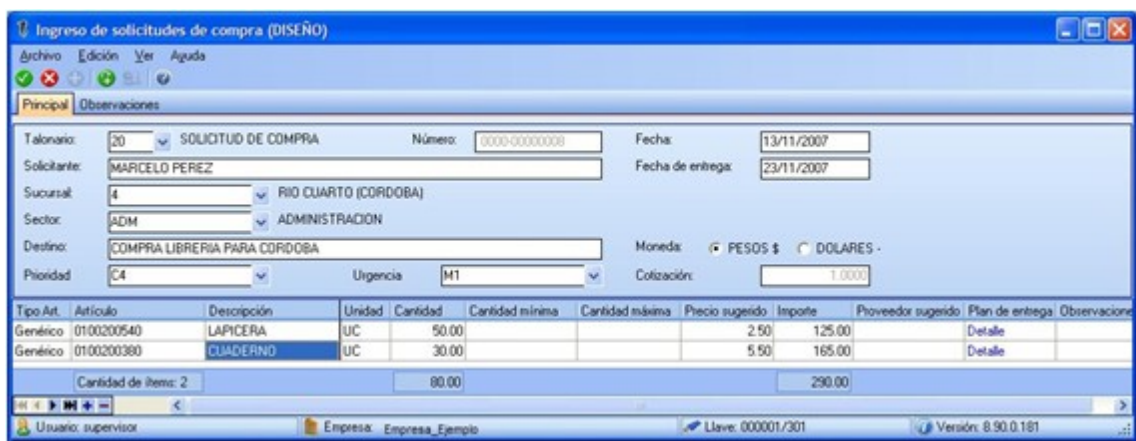 Ingreso de solicitudes de compra (DISEÑO)
Archivo Edición Ver Ayuda
Principal Observaciones
Talonario: 20 SOLICITUD DE COMPRA Número: 0000-00000008 Fecha: 13/11/2007
Solicitante: MARCELO PEREZ Fecha de entrega: 23/11/2007
Sucursal: 4 RIO CUARTO (CORDOBA)
Sector: ADM ADMINISTRACION
Destino: COMPRA LIBRERIA PARA CORDOBA Moneda: PESOS $ DOLARES -
Prioridad C4 Urgencia M1 Cotización: 1.0000
Tipo Art. Artículo Descripción Unidad Cantidad Cantidad mínima Cantidad máxima Precio sugerido Importe Proveedor sugerido Plan de entrega Observacione
Genérico 0100200540 LAPICERA UC 50.00 2.50 125.00 Detalle
Genérico 0100200380 CUADERNO UC 30.00 5.50 165.00 Detalle
Cantidad de ítems: 2 80.00 290.00
Usuario: supervisor Empresa: Empresa_Ejemplo Llave: 000001/301 Versión: 8.90.0.181